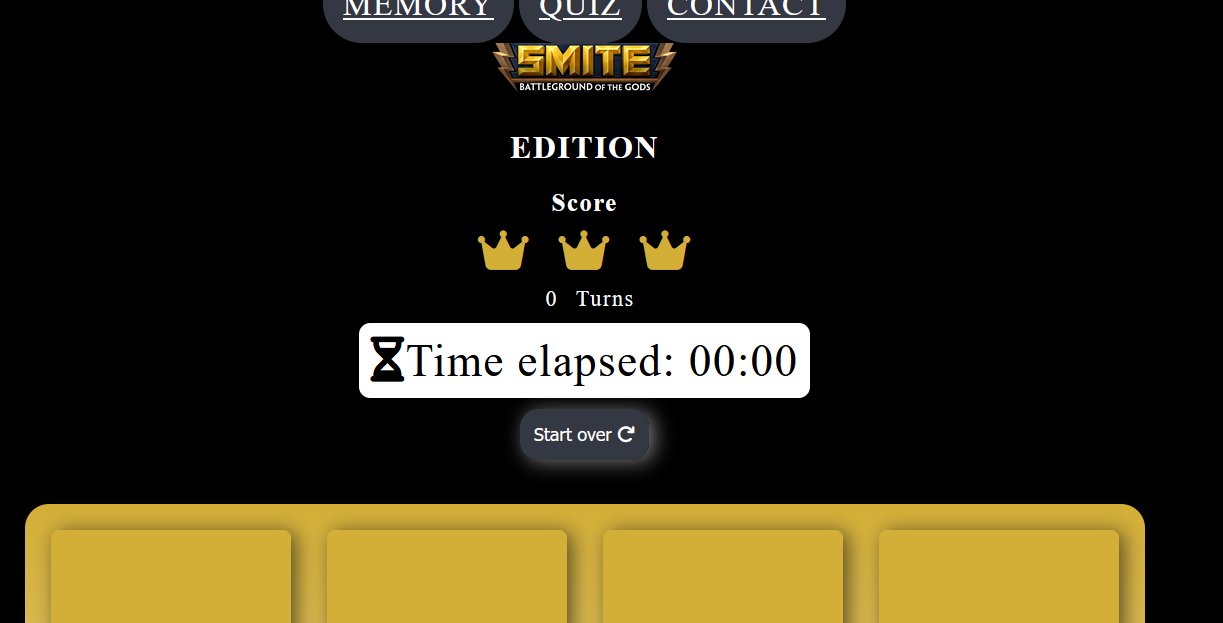 MEMORY QUIZ CONTACT
SMITE
BATTLEGROUND OF THE GODS
EDITION
Score
0 Turns
Time elapsed: 00:00
Start over